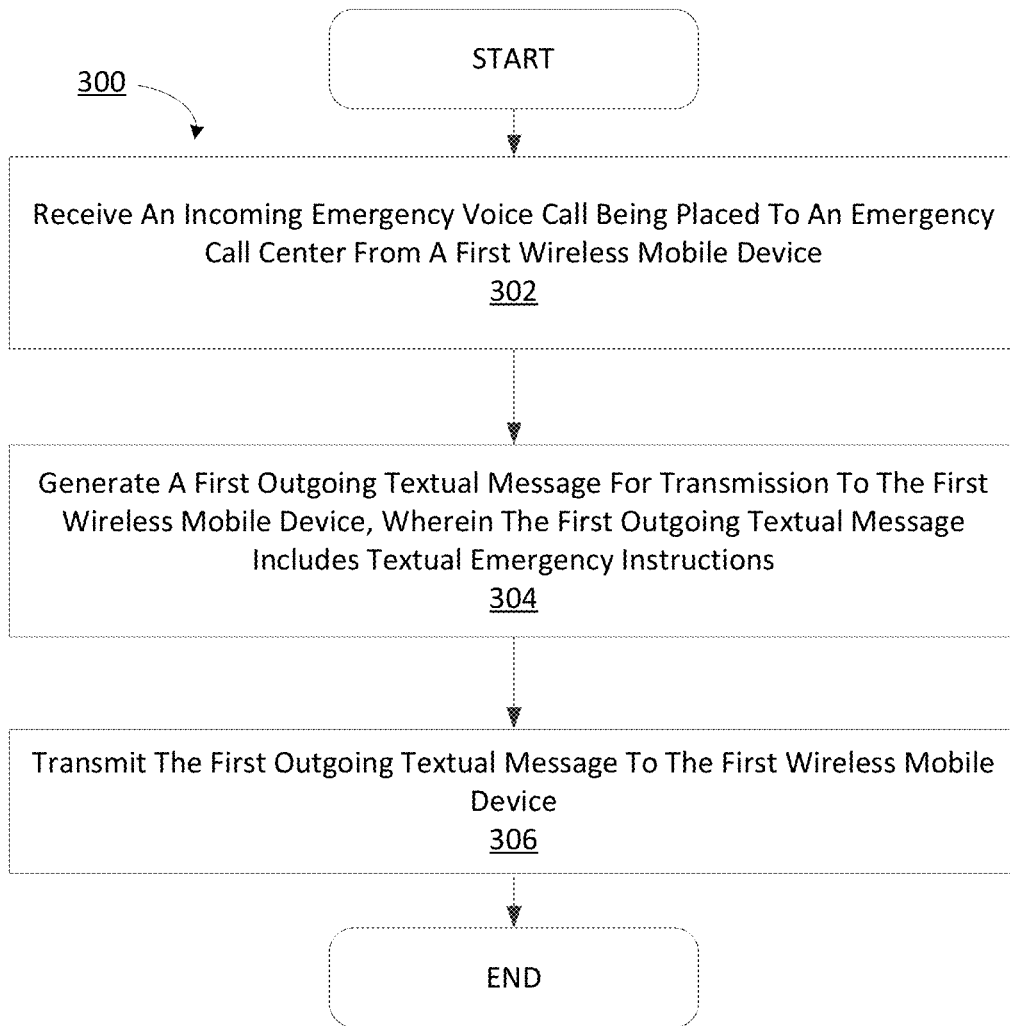 START
300
Receive An Incoming Emergency Voice Call Being Placed To An Emergency
Call Center From A First Wireless Mobile Device
302
Generate A First Outgoing Textual Message For Transmission To The First
Wireless Mobile Device, Wherein The First Outgoing Textual Message
Includes Textual Emergency Instructions
304
Transmit The First Outgoing Textual Message To The First Wireless Mobile
Device
306
END